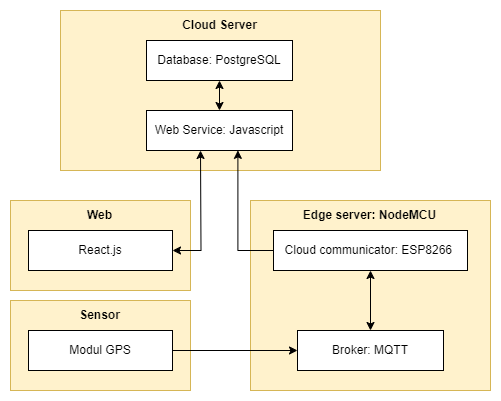 Cloud Server
Database: PostgreSQL
Web Service: Javascript
Web
React.js
Edge server: NodeMCU
Cloud communicator: ESP8266
Sensor
Modul GPS
Broker: MQTT